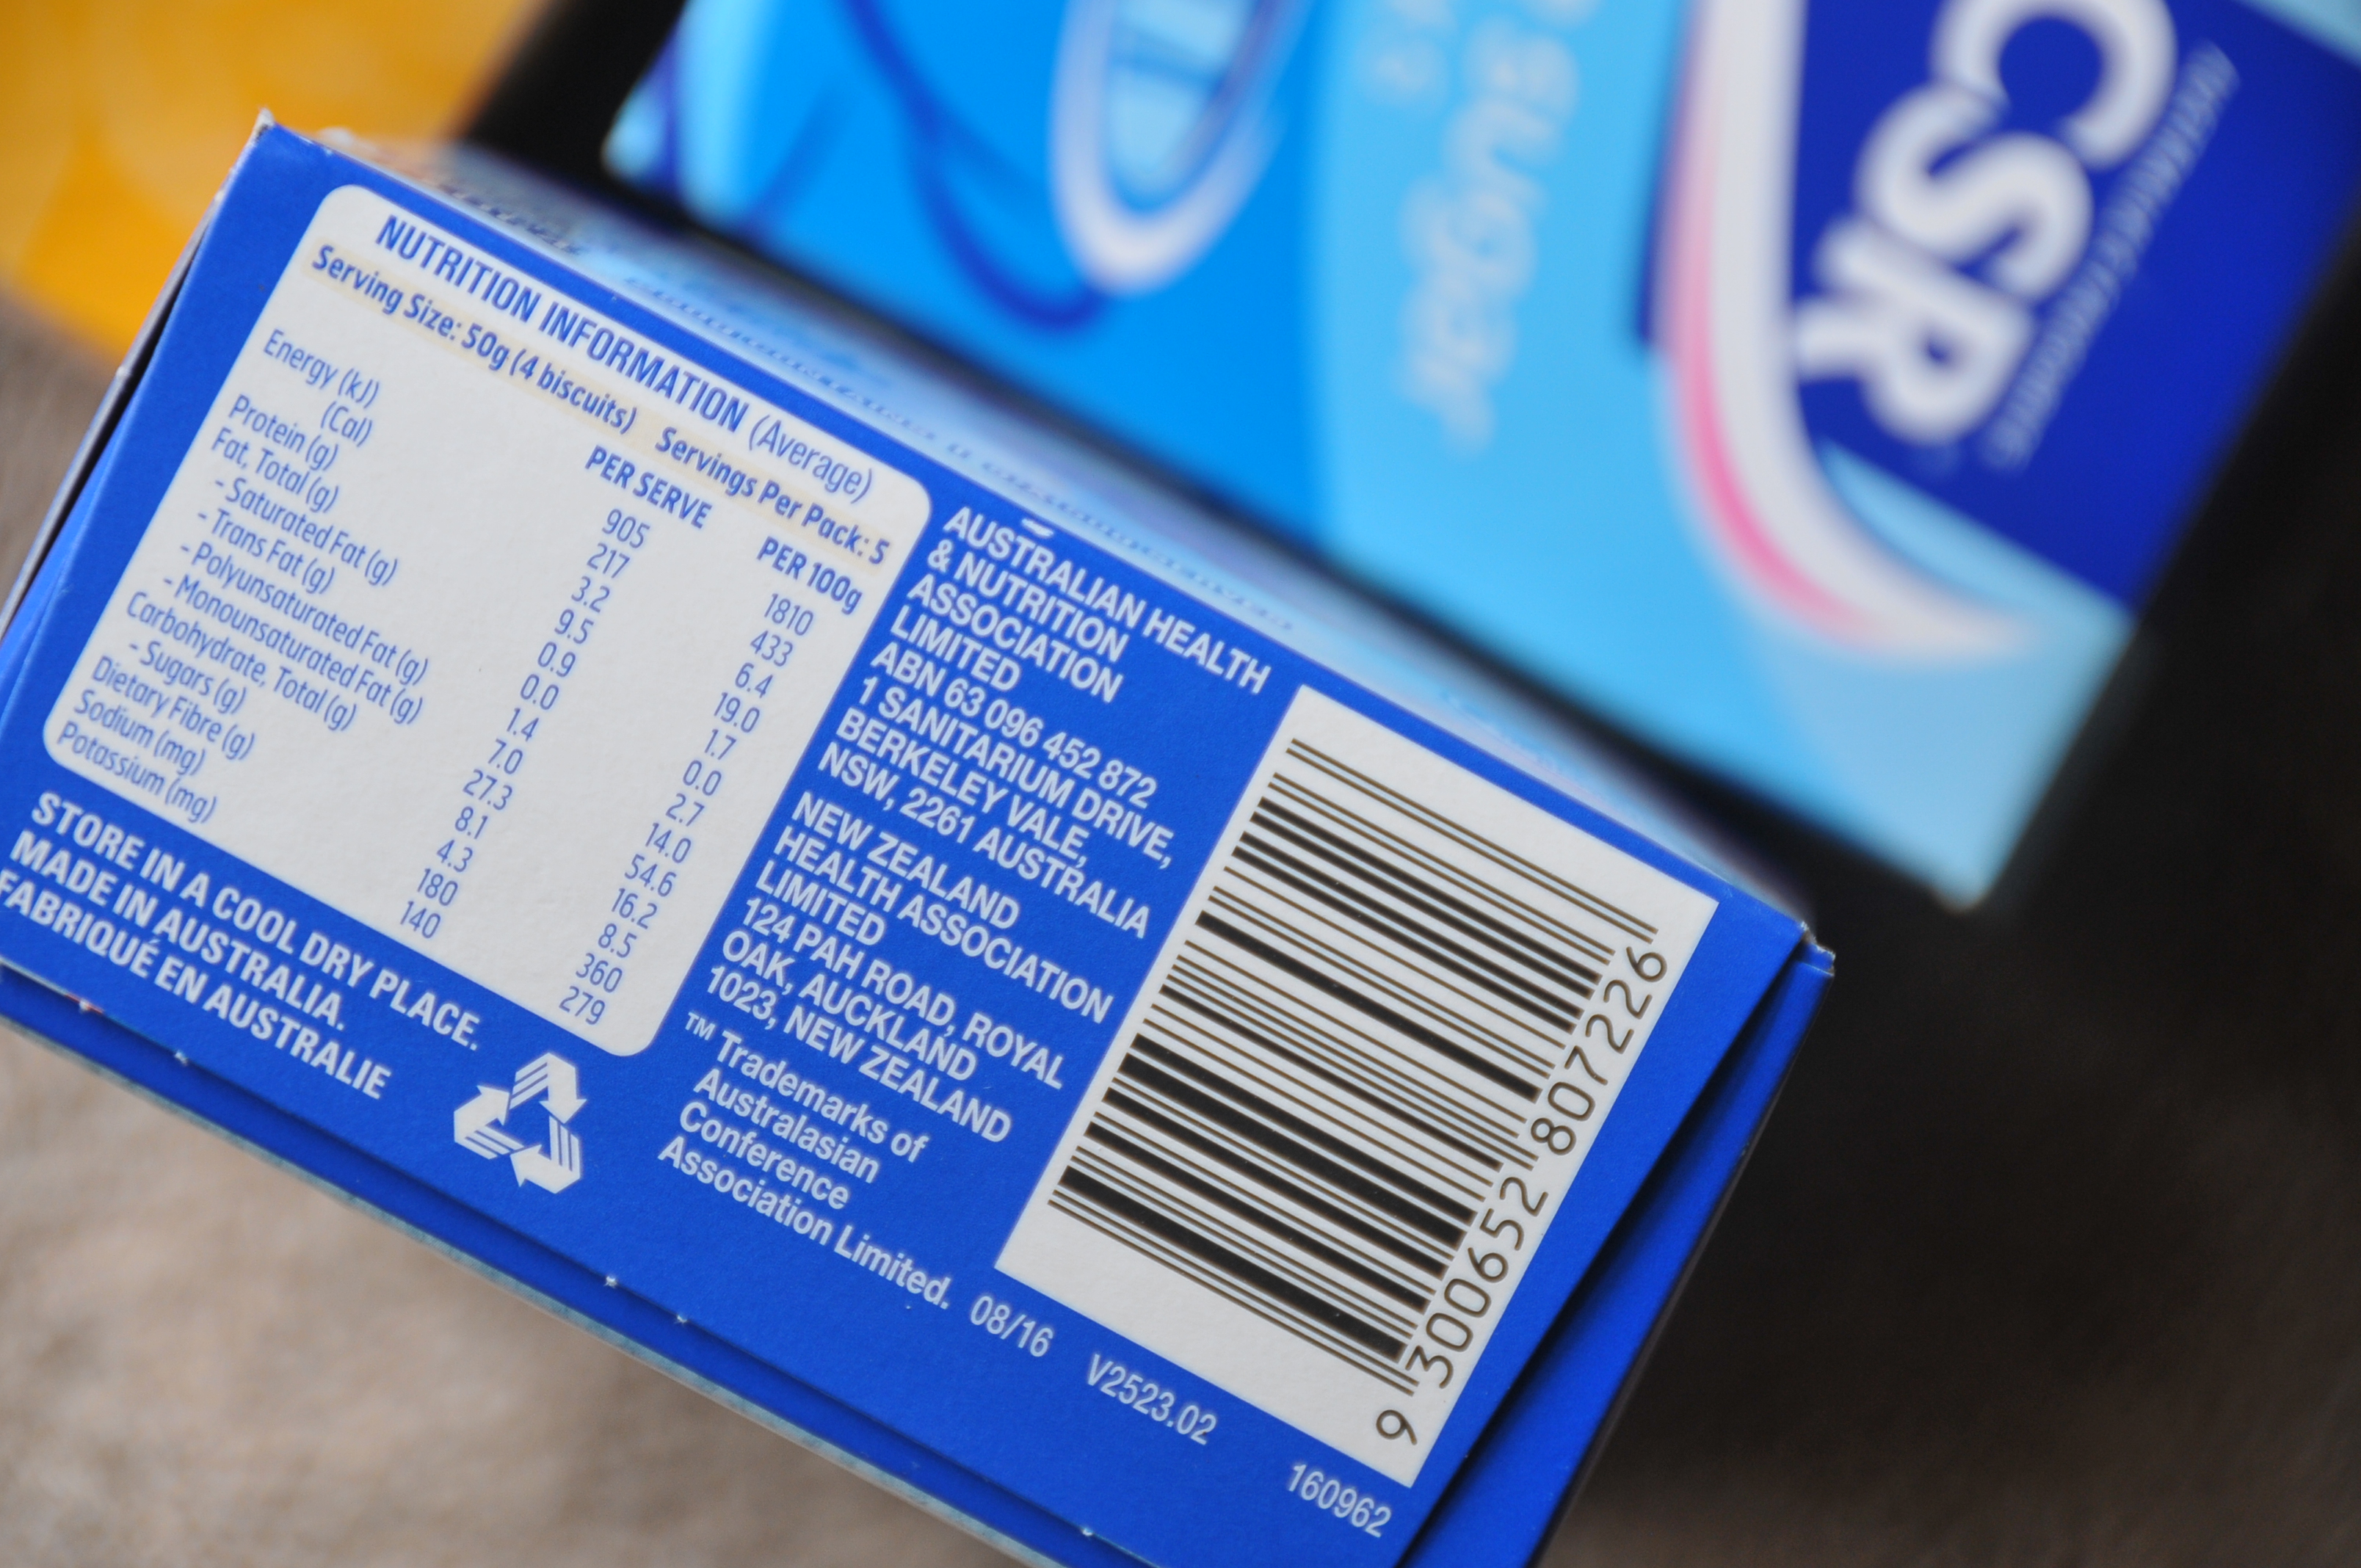 NUTRITION INFORMATION (Average)
Serving Size: 50g (4 biscuits) Servings Per Pack: 5
PER SERVE PER 100g
Energy (kJ) 905 1810
(Cal) 217 433
Protein (g) 3.2 6.4
Fat, Total (g) 9.5 19.0
- Saturated Fat (g) 0.9 1.7
- Trans Fat (g) 0.0 0.0
- Polyunsaturated Fat (g) 1.4 2.7
- Monounsaturated Fat (g) 7.0 14.0
Carbohydrate, Total (g) 27.3 54.6
- Sugars (g) 8.1 16.2
Dietary Fibre (g) 4.3 8.5
Sodium (mg) 180 360
Potassium (mg) 140 279
STORE IN A COOL DRY PLACE.
MADE IN AUSTRALIA.
FABRIQUÉ EN AUSTRALIE
AUSTRALIAN HEALTH
& NUTRITION
ASSOCIATION
LIMITED
ABN 63 096 452 872
1 SANITARIUM DRIVE,
BERKELEY VALE,
NSW, 2261 AUSTRALIA
NEW ZEALAND
HEALTH ASSOCIATION
LIMITED
124 PAH ROAD, ROYAL
OAK, AUCKLAND
1023, NEW ZEALAND
™ Trademarks of
Australasian
Conference
Association Limited. 08/16 V2523.02 160962
9 300652 807226
CSR
sugar